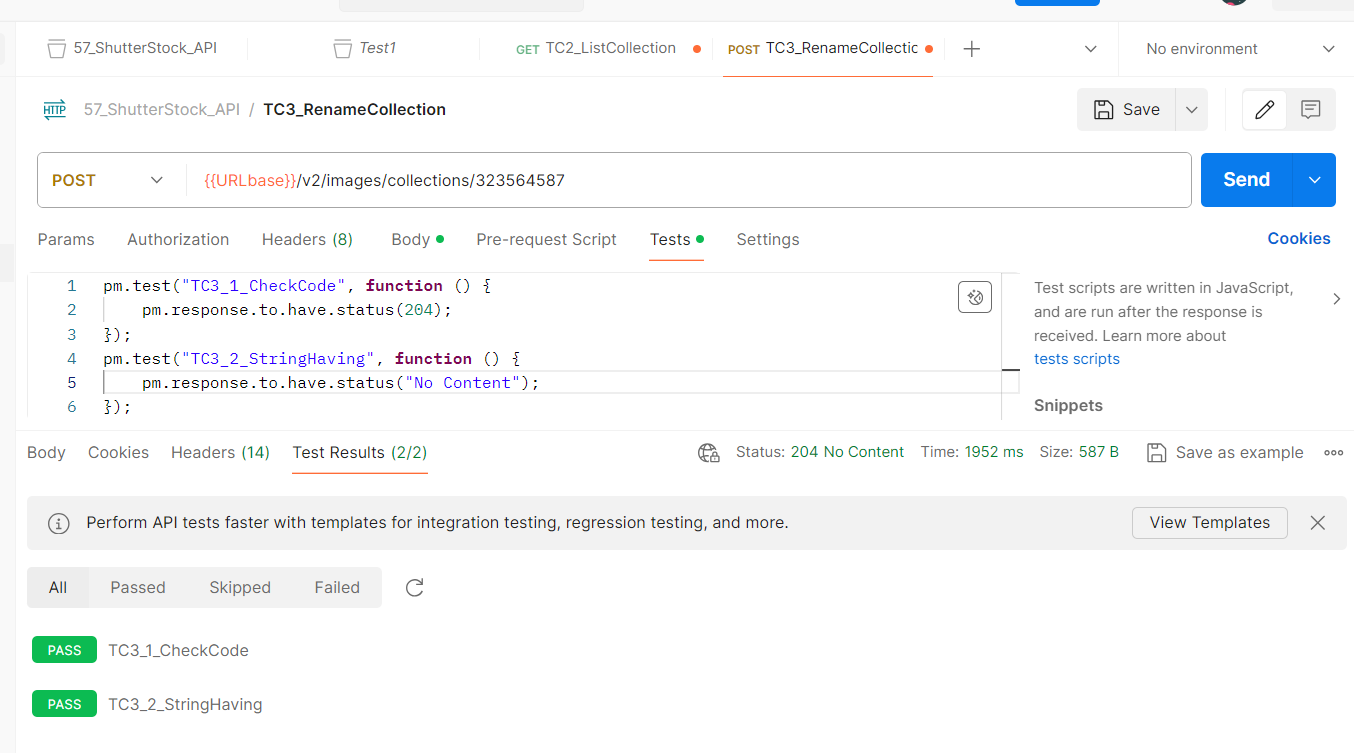 57_ShutterStock_API Test1 GET TC2_ListCollection POST TC3_RenameCollectic No environment
HTTP 57_ShutterStock_API / TC3_RenameCollection Save
POST {{URLbase}}/v2/images/collections/323564587 Send
Params Authorization Headers (8) Body Pre-request Script Tests Settings Cookies
1 pm.test("TC3_1_CheckCode", function () {
2 pm.response.to.have.status(204);
3 });
4 pm.test("TC3_2_StringHaving", function () {
5 pm.response.to.have.status("No Content");
6 });
Test scripts are written in JavaScript,
and are run after the response is
received. Learn more about
tests scripts
Snippets
Body Cookies Headers (14) Test Results (2/2) Status: 204 No Content Time: 1952 ms Size: 587 B Save as example
Perform API tests faster with templates for integration testing, regression testing, and more. View Templates
All Passed Skipped Failed
PASS TC3_1_CheckCode
PASS TC3_2_StringHaving